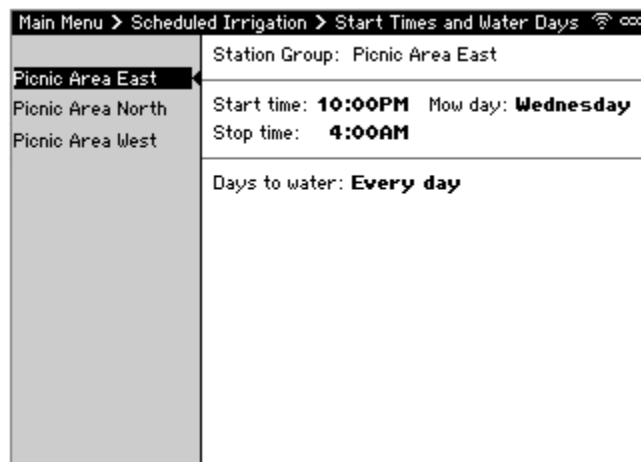 Main Menu > Scheduled Irrigation > Start Times and Water Days
Picnic Area East
Picnic Area North
Picnic Area West
Station Group: Picnic Area East
Start time: 10:00PM Mow day: Wednesday
Stop time: 4:00AM
Days to water: Every day